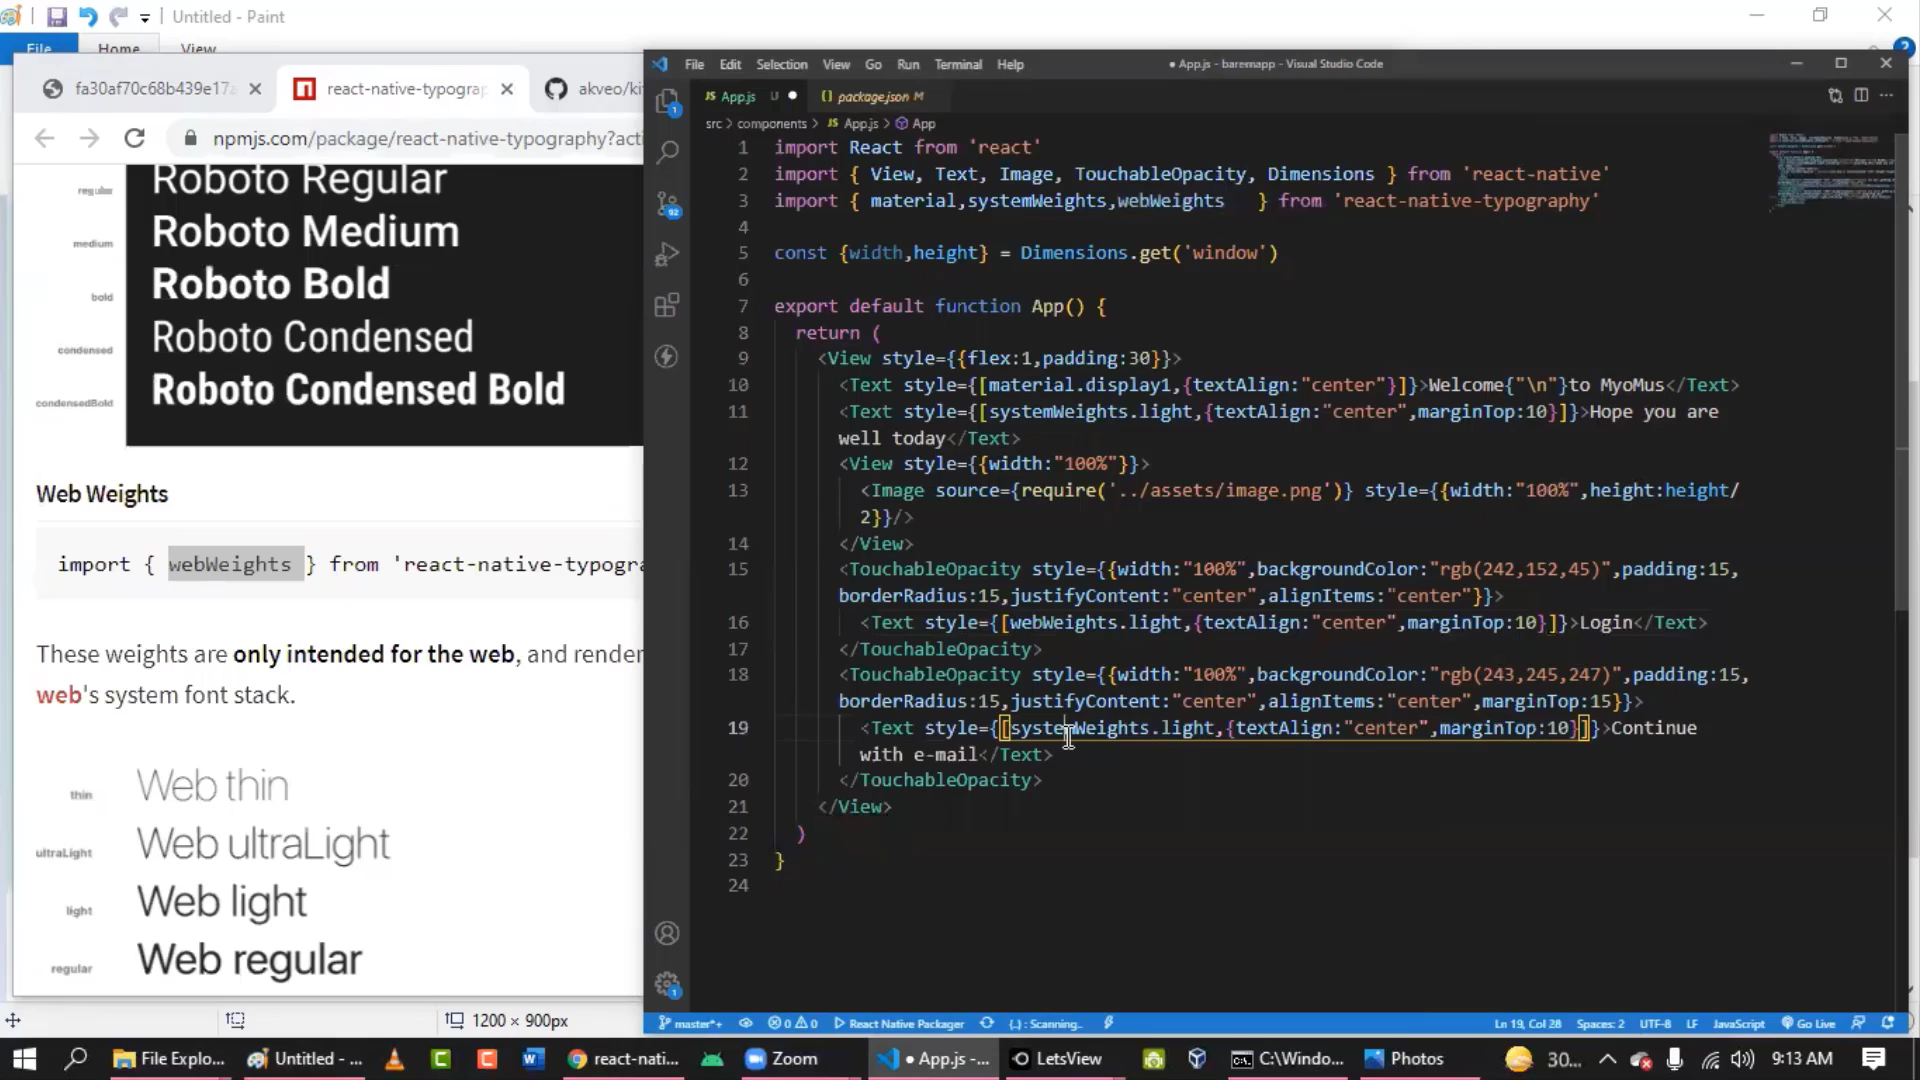 Untitled - Paint
File Home View
fa30af70c68b439e17 react-native-typograp akveo/ki
npmjs.com/package/react-native-typography?acti
regular Roboto Regular
medium Roboto Medium
bold Roboto Bold
condensed Roboto Condensed
condensedBold Roboto Condensed Bold
Web Weights
import { webWeights } from 'react-native-typogra
These weights are only intended for the web, and render
web's system font stack.
thin Web thin
ultraLight Web ultraLight
light Web light
regular Web regular
1200 × 900px
File Edit Selection View Go Run Terminal Help ● App.js - baremapp - Visual Studio Code
JS App.js U ● {} package.json M
src > components > JS App.js > App
1 import React from 'react'
2 import { View, Text, Image, TouchableOpacity, Dimensions } from 'react-native'
3 import { material,systemWeights,webWeights } from 'react-native-typography'
4
5 const {width,height} = Dimensions.get('window')
6
7 export default function App() {
8 return (
9 <View style={{flex:1,padding:30}}>
10 <Text style={[material.display1,{textAlign:"center"}]}>Welcome{"\n"}to MyoMus</Text>
11 <Text style={[systemWeights.light,{textAlign:"center",marginTop:10}]}>Hope you are
well today</Text>
12 <View style={{width:"100%"}}>
13 <Image source={require('../assets/image.png')} style={{width:"100%",height:height/
2}}/>
14 </View>
15 <TouchableOpacity style={{width:"100%",backgroundColor:"rgb(242,152,45)",padding:15,
borderRadius:15,justifyContent:"center",alignItems:"center"}}>
16 <Text style={[webWeights.light,{textAlign:"center",marginTop:10}]}>Login</Text>
17 </TouchableOpacity>
18 <TouchableOpacity style={{width:"100%",backgroundColor:"rgb(243,245,247)",padding:15,
borderRadius:15,justifyContent:"center",alignItems:"center",marginTop:15}}>
19 <Text style={[systemWeights.light,{textAlign:"center",marginTop:10}]}>Continue
with e-mail</Text>
20 </TouchableOpacity>
21 </View>
22 )
23 }
24
master*+ 0 0 React Native Packager {..} : Scanning.. Ln 19, Col 28 Spaces: 2 UTF-8 LF JavaScript Go Live
File Explo... Untitled - ... react-nati... Zoom ● App.js -... LetsView C:\Windo... Photos 30... 9:13 AM